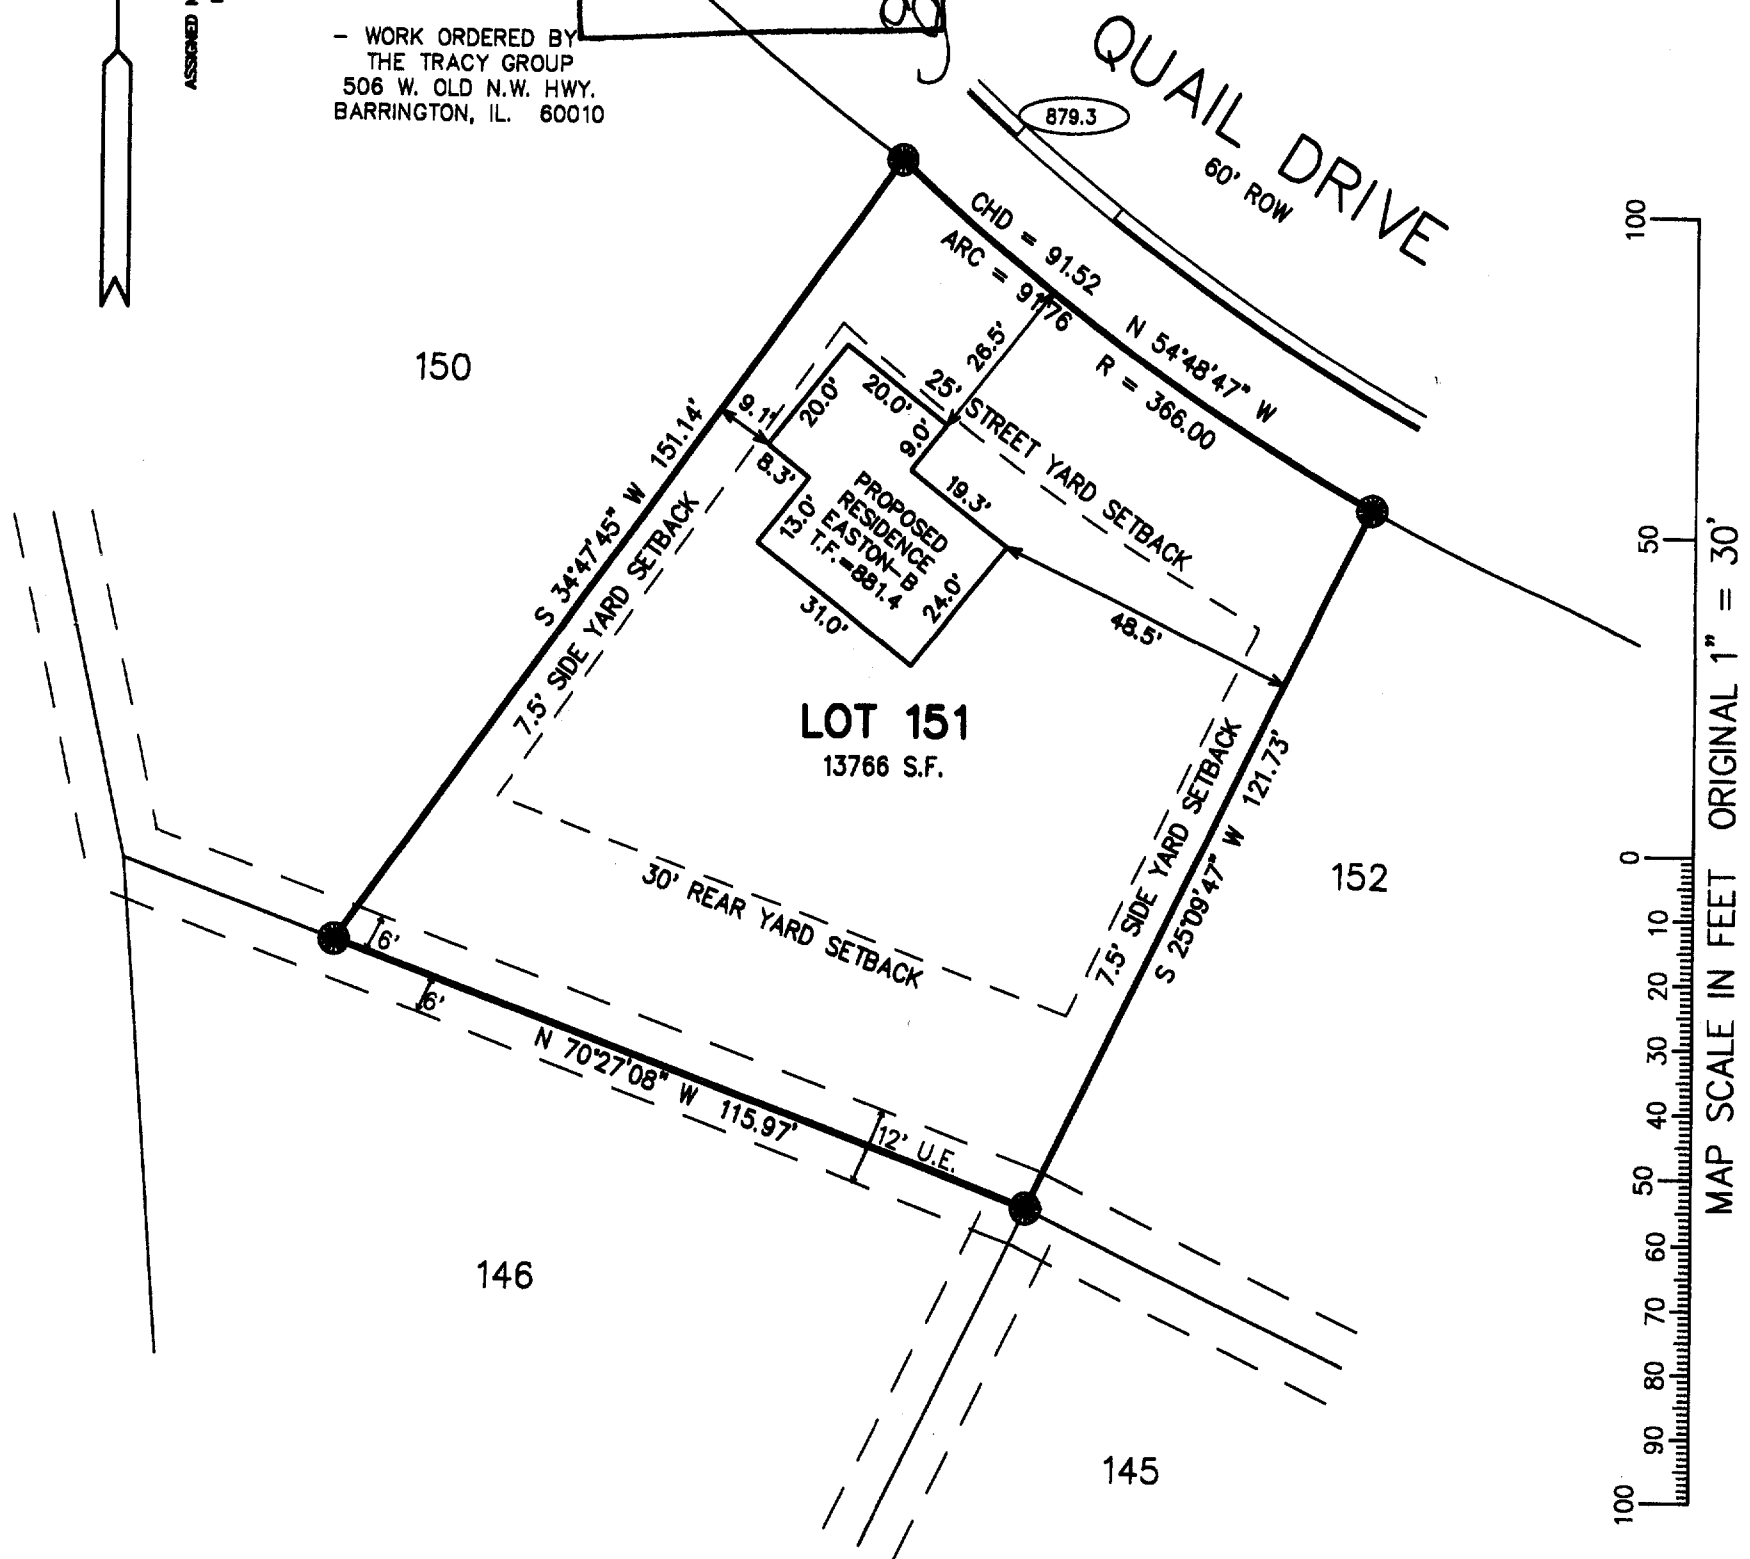 ASSIGNED
- WORK ORDERED BY
THE TRACY GROUP
506 W. OLD N.W. HWY.
BARRINGTON, IL. 60010
QUAIL DRIVE
60' ROW
879.3
CHD = 91.52
ARC = 91.76
N 54°48'47" W
R = 366.00
150
S 34°47'45" W 151.14'
9.1'
20.0'
20.0'
26.5'
25' STREET YARD SETBACK
9.0'
8.3'
19.3'
13.0'
PROPOSED
RESIDENCE
EASTON-B
T.F.=881.4
31.0'
24.0'
48.5'
7.5' SIDE YARD SETBACK
LOT 151
13766 S.F.
7.5' SIDE YARD SETBACK
S 25°09'47" W 121.73'
152
30' REAR YARD SETBACK
6'
6'
N 70°27'08" W 115.97'
12' U.E.
146
145
100
50
0
10
20
30
40
50
60
70
80
90
100
MAP SCALE IN FEET ORIGINAL 1" = 30'